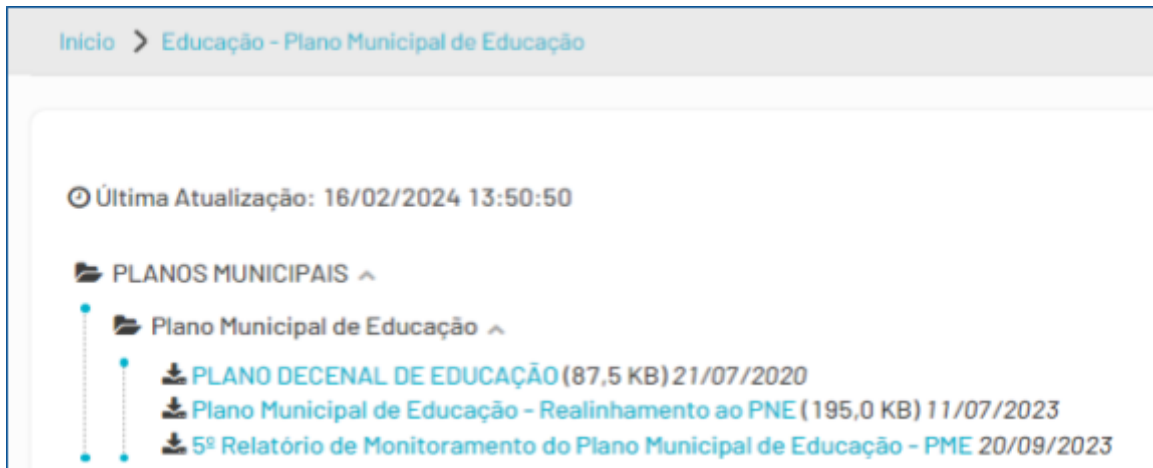 Início > Educação - Plano Municipal de Educação
Última Atualização: 16/02/2024 13:50:50
PLANOS MUNICIPAIS
Plano Municipal de Educação
PLANO DECENAL DE EDUCAÇÃO (87,5 KB) 21/07/2020
Plano Municipal de Educação - Realinhamento ao PNE (195,0 KB) 11/07/2023
5º Relatório de Monitoramento do Plano Municipal de Educação - PME 20/09/2023